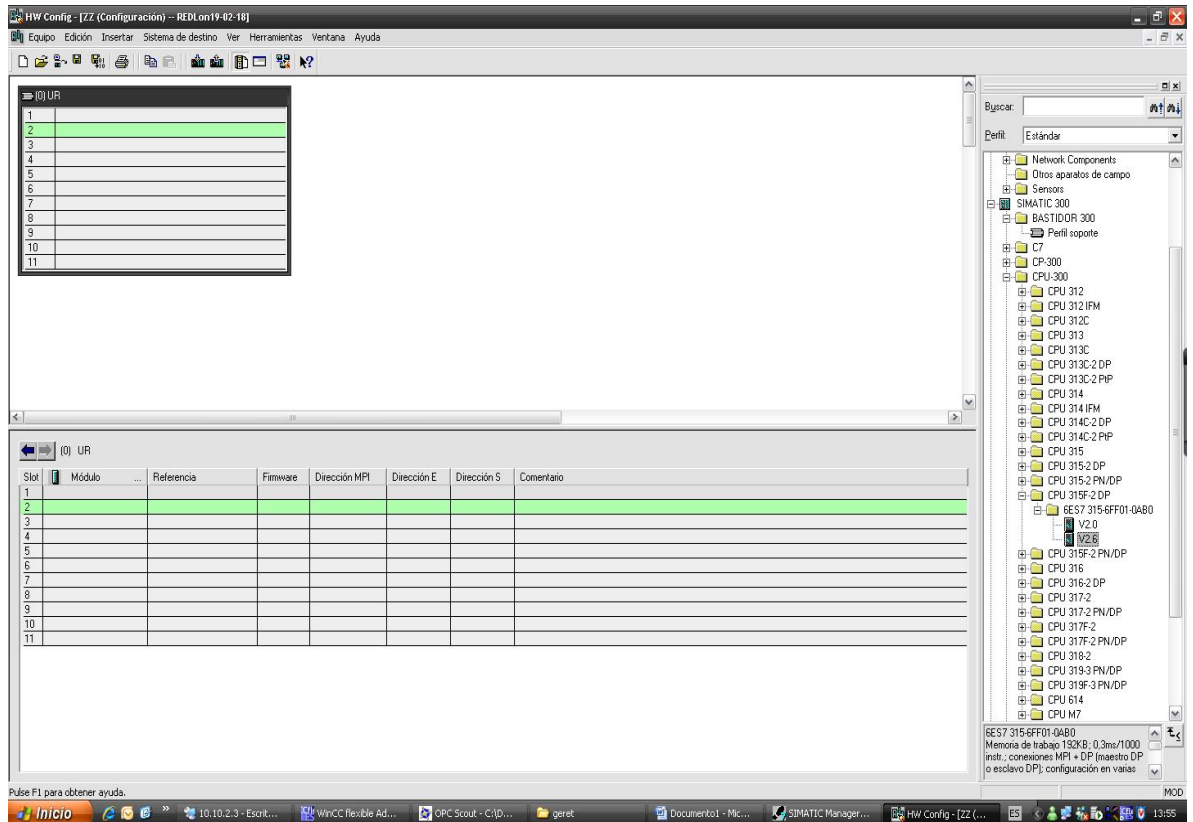 HW Config - [ZZ (Configuración) -- REDLon19-02-18]
Equipo Edición Insertar Sistema de destino Ver Herramientas Ventana Ayuda
(0) UR
1
2
3
4
5
6
7
8
9
10
11
(0) UR
Slot Módulo ... Referencia Firmware Dirección MPI Dirección E Dirección S Comentario
1
2
3
4
5
6
7
8
9
10
11
Buscar:
Perfil: Estándar
Network Components
Otros aparatos de campo
Sensors
SIMATIC 300
BASTIDOR 300
Perfil soporte
C7
CP-300
CPU-300
CPU 312
CPU 312 IFM
CPU 312C
CPU 313
CPU 313C
CPU 313C-2 DP
CPU 313C-2 PtP
CPU 314
CPU 314 IFM
CPU 314C-2 DP
CPU 314C-2 PtP
CPU 315
CPU 315-2 DP
CPU 315-2 PN/DP
CPU 315F-2 DP
6ES7 315-6FF01-0AB0
V2.0
V2.6
CPU 315F-2 PN/DP
CPU 316
CPU 316-2 DP
CPU 317-2
CPU 317-2 PN/DP
CPU 317F-2
CPU 317F-2 PN/DP
CPU 318-2
CPU 319-3 PN/DP
CPU 319F-3 PN/DP
CPU 614
CPU M7
6ES7 315-6FF01-0AB0
Memoria de trabajo 192KB; 0,3ms/1000
instr.; conexiones MPI + DP (maestro DP
o esclavo DP); configuración en varias
Pulse F1 para obtener ayuda.
MOD
Inicio
10.10.2.3 - Escrit...
WinCC flexible Ad...
OPC Scout - C:\D...
geret
Documento1 - Mic...
SIMATIC Manager...
HW Config - [ZZ (...
ES
13:55